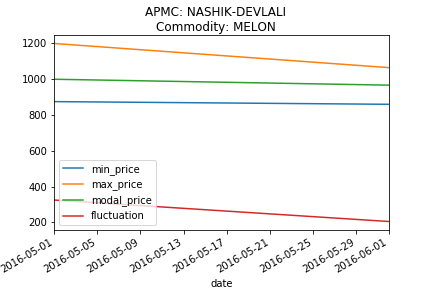 APMC: NASHIK-DEVLALI
Commodity: MELON
1200
1000
800
600
400
200
min_price
max_price
modal_price
fluctuation
2016-05-01
2016-05-05
2016-05-09
2016-05-13
2016-05-17
2016-05-21
2016-05-25
2016-05-29
2016-06-01
date